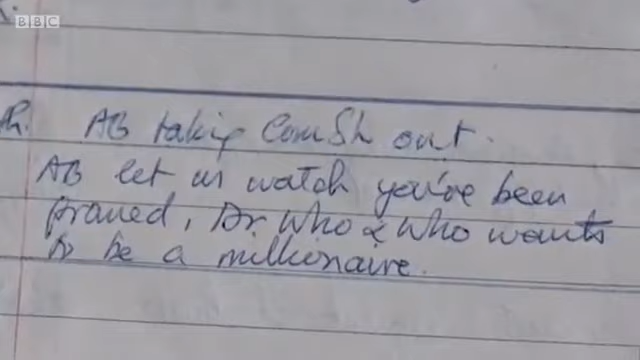 BBC
AB taking Com Sh out.
AB let us watch you've been
framed, Dr. Who & Who wants
to be a millionaire.